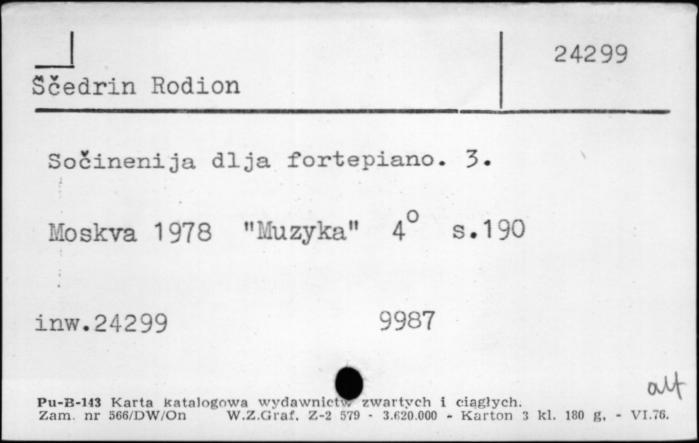 24299
Ščedrin Rodion
Sočinenija dlja fortepiano. 3.
Moskva 1978 "Muzyka" 4° s.190
inw.24299 9987
Pu-B-143 Karta katalogowa wydawnictw zwartych i ciągłych.
Zam. nr 566/DW/On W.Z.Graf. Z-2 579 - 3.620.000 - Karton 3 kl. 180 g. - VI.76.